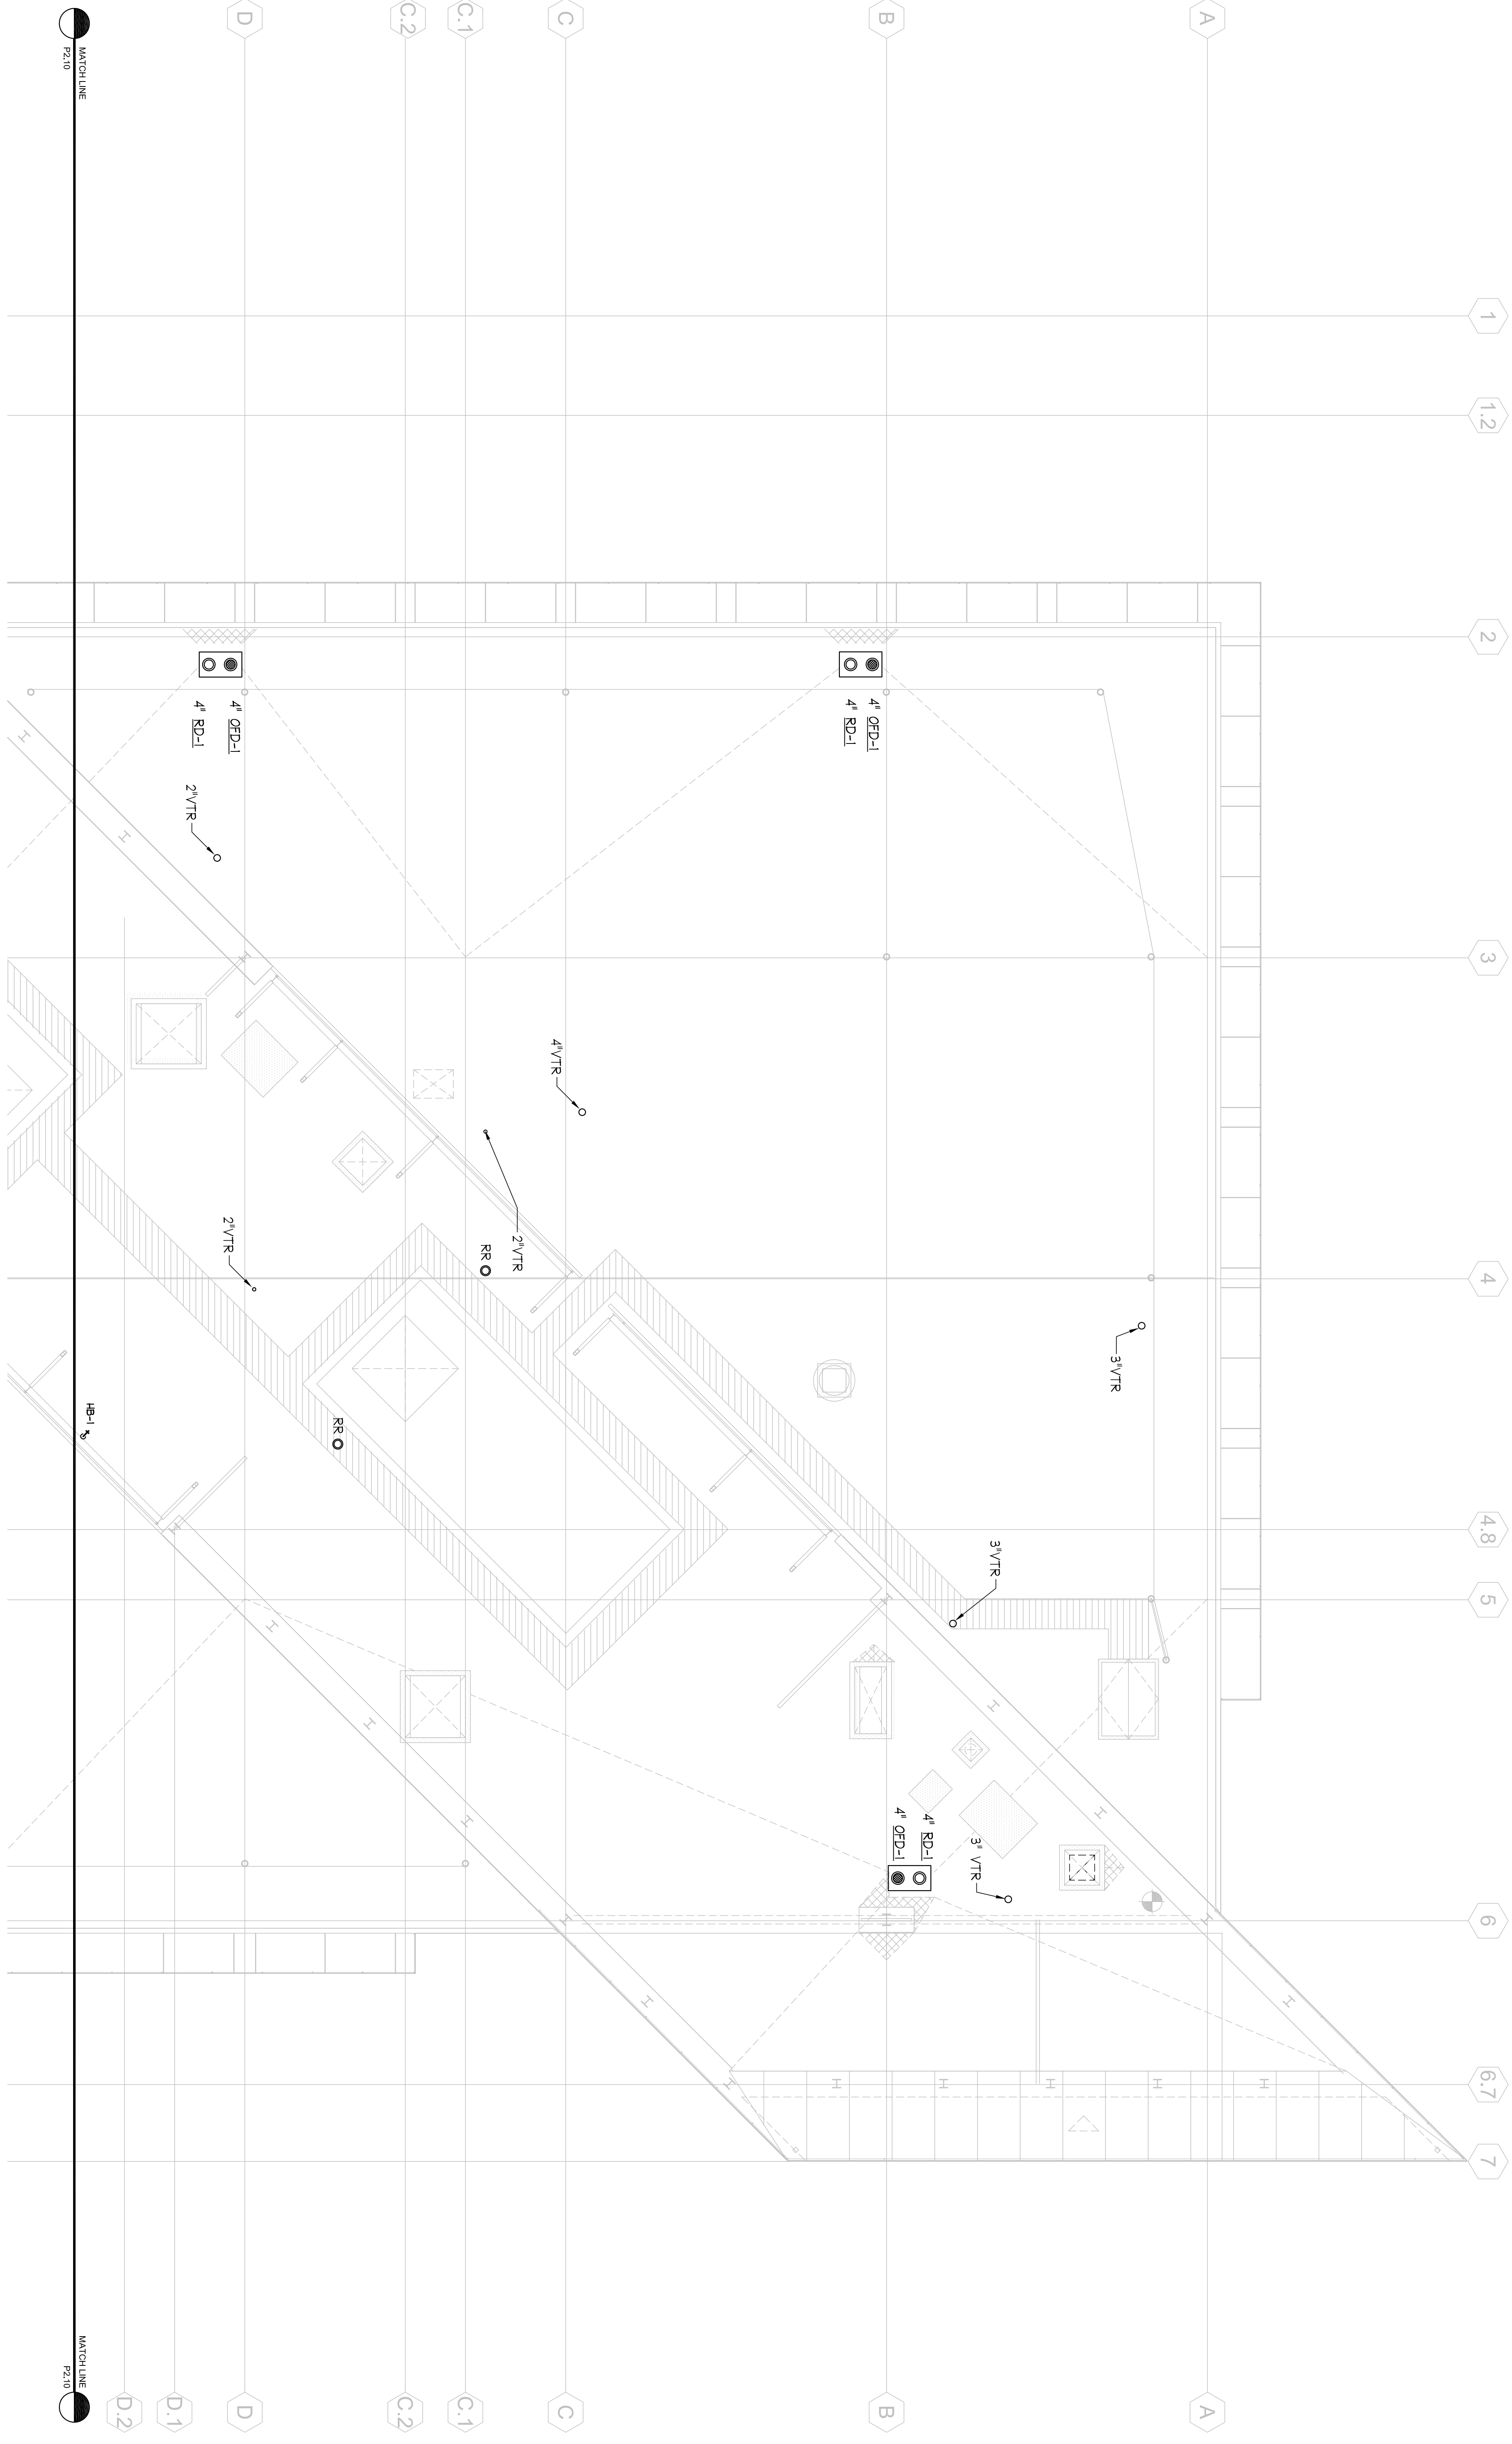 MATCH LINE
P2.10
D
C.2
C.1
C
B
A
1
1.2
2
3
4
4.8
5
6
6.7
7
4" OFD-1
4" RD-1
4" OFD-1
4" RD-1
2"VTR
4"VTR
2"VTR
RR
2"VTR
3"VTR
RR
HB-1
3"VTR
4" RD-1
4" OFD-1
3" VTR
MATCH LINE
P2.10
D.2
D.1
D
C.2
C.1
C
B
A